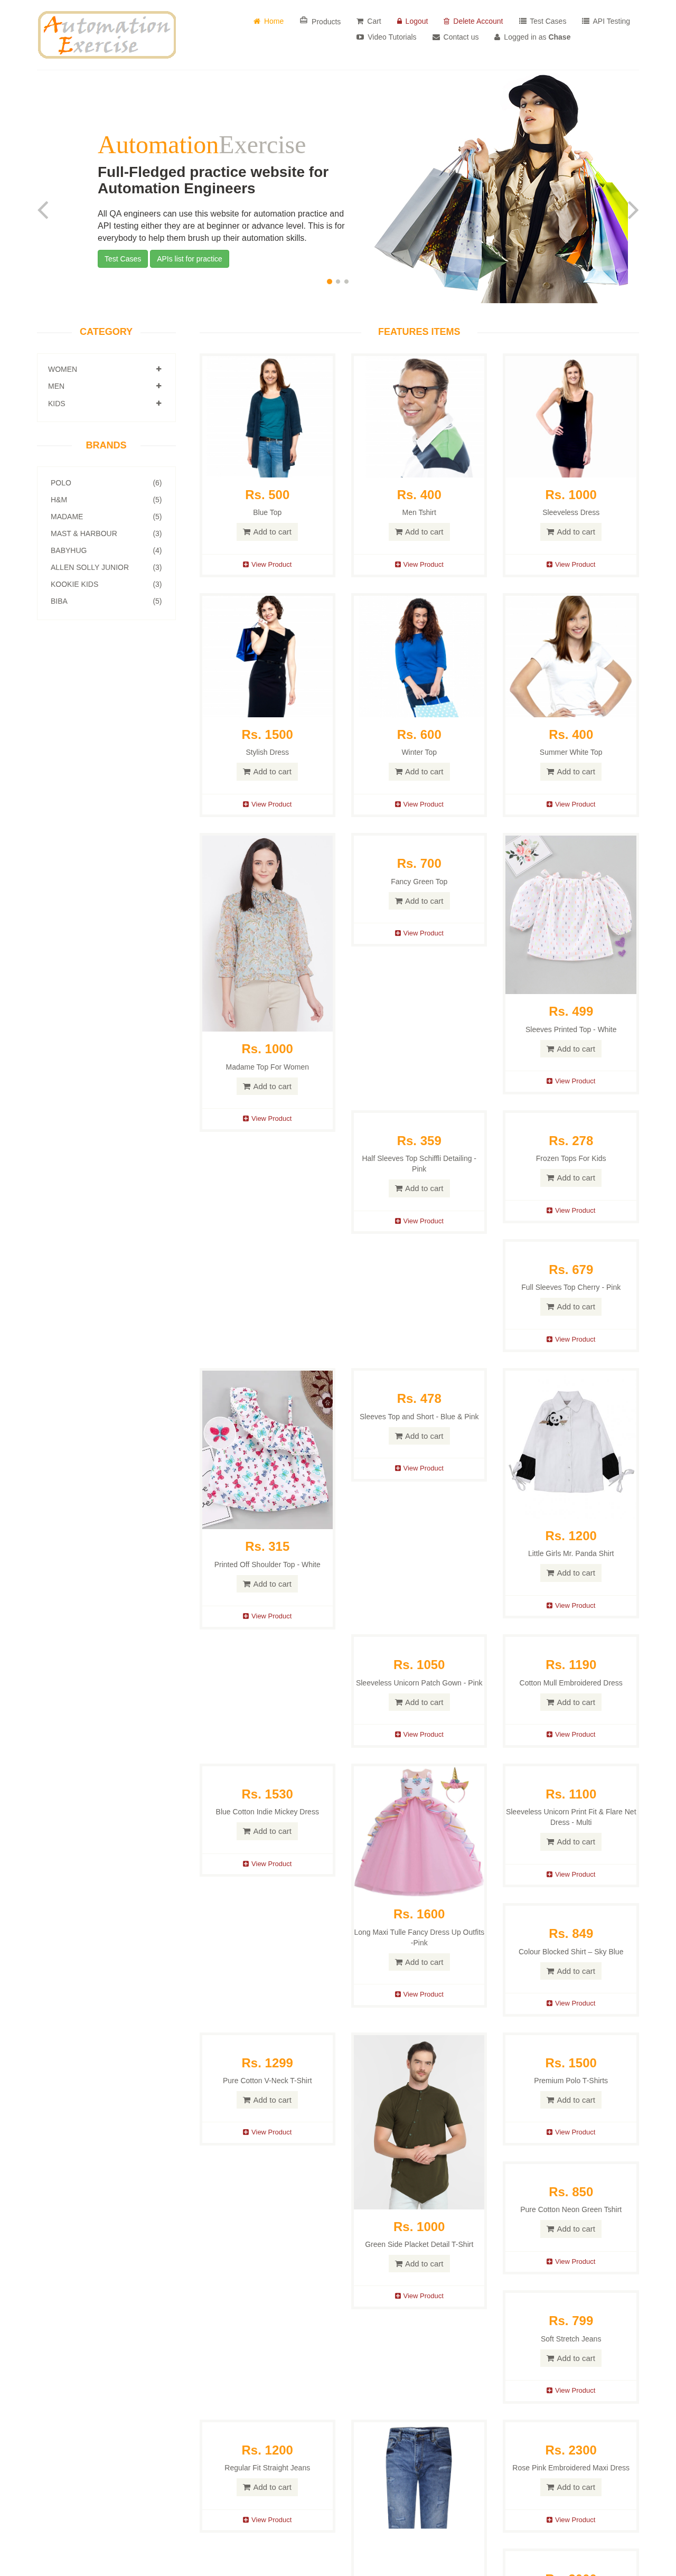 Automation
Exercise
Home
Products
Cart
Logout
Delete Account
Test Cases
API Testing
Video Tutorials
Contact us
Logged in as Chase
AutomationExercise
Full-Fledged practice website for
Automation Engineers
All QA engineers can use this website for automation practice and
API testing either they are at beginner or advance level. This is for
everybody to help them brush up their automation skills.
Test Cases
APIs list for practice
CATEGORY
WOMEN
MEN
KIDS
BRANDS
POLO (6)
H&M (5)
MADAME (5)
MAST & HARBOUR (3)
BABYHUG (4)
ALLEN SOLLY JUNIOR (3)
KOOKIE KIDS (3)
BIBA (5)
FEATURES ITEMS
Rs. 500
Blue Top
Add to cart
View Product
Rs. 400
Men Tshirt
Add to cart
View Product
Rs. 1000
Sleeveless Dress
Add to cart
View Product
Rs. 1500
Stylish Dress
Add to cart
View Product
Rs. 600
Winter Top
Add to cart
View Product
Rs. 400
Summer White Top
Add to cart
View Product
Rs. 1000
Madame Top For Women
Add to cart
View Product
Rs. 700
Fancy Green Top
Add to cart
View Product
Rs. 499
Sleeves Printed Top - White
Add to cart
View Product
Rs. 359
Half Sleeves Top Schiffli Detailing -
Pink
Add to cart
View Product
Rs. 278
Frozen Tops For Kids
Add to cart
View Product
Rs. 679
Full Sleeves Top Cherry - Pink
Add to cart
View Product
Rs. 315
Printed Off Shoulder Top - White
Add to cart
View Product
Rs. 478
Sleeves Top and Short - Blue & Pink
Add to cart
View Product
Rs. 1200
Little Girls Mr. Panda Shirt
Add to cart
View Product
Rs. 1050
Sleeveless Unicorn Patch Gown - Pink
Add to cart
View Product
Rs. 1190
Cotton Mull Embroidered Dress
Add to cart
View Product
Rs. 1530
Blue Cotton Indie Mickey Dress
Add to cart
View Product
Rs. 1600
Long Maxi Tulle Fancy Dress Up Outfits
-Pink
Add to cart
View Product
Rs. 1100
Sleeveless Unicorn Print Fit & Flare Net
Dress - Multi
Add to cart
View Product
Rs. 849
Colour Blocked Shirt – Sky Blue
Add to cart
View Product
Rs. 1299
Pure Cotton V-Neck T-Shirt
Add to cart
View Product
Rs. 1000
Green Side Placket Detail T-Shirt
Add to cart
View Product
Rs. 1500
Premium Polo T-Shirts
Add to cart
View Product
Rs. 850
Pure Cotton Neon Green Tshirt
Add to cart
View Product
Rs. 799
Soft Stretch Jeans
Add to cart
View Product
Rs. 1200
Regular Fit Straight Jeans
Add to cart
View Product
Rs. 2300
Rose Pink Embroidered Maxi Dress
Add to cart
View Product